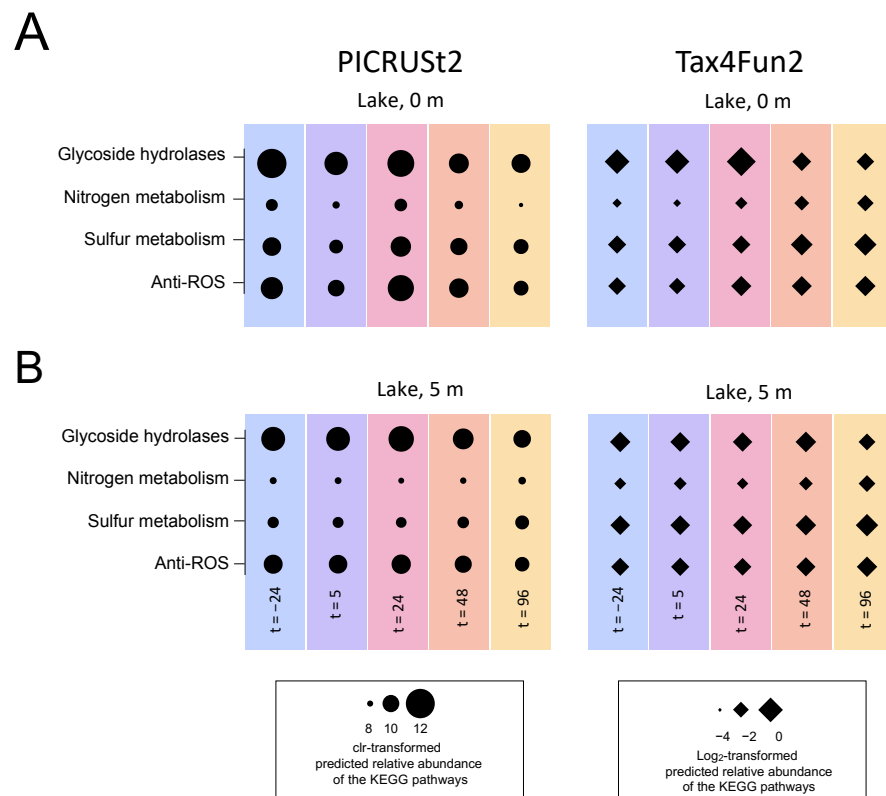 A
PICRUSt2
Tax4Fun2
Lake, 0 m
Lake, 0 m
Glycoside hydrolases
Nitrogen metabolism
Sulfur metabolism
Anti-ROS
B
Lake, 5 m
Lake, 5 m
Glycoside hydrolases
Nitrogen metabolism
Sulfur metabolism
Anti-ROS
t = −24
t = 5
t = 24
t = 48
t = 96
t = −24
t = 5
t = 24
t = 48
t = 96
8 10 12
clr-transformed
predicted relative abundance
of the KEGG pathways
−4 −2 0
Log₂-transformed
predicted relative abundance
of the KEGG pathways